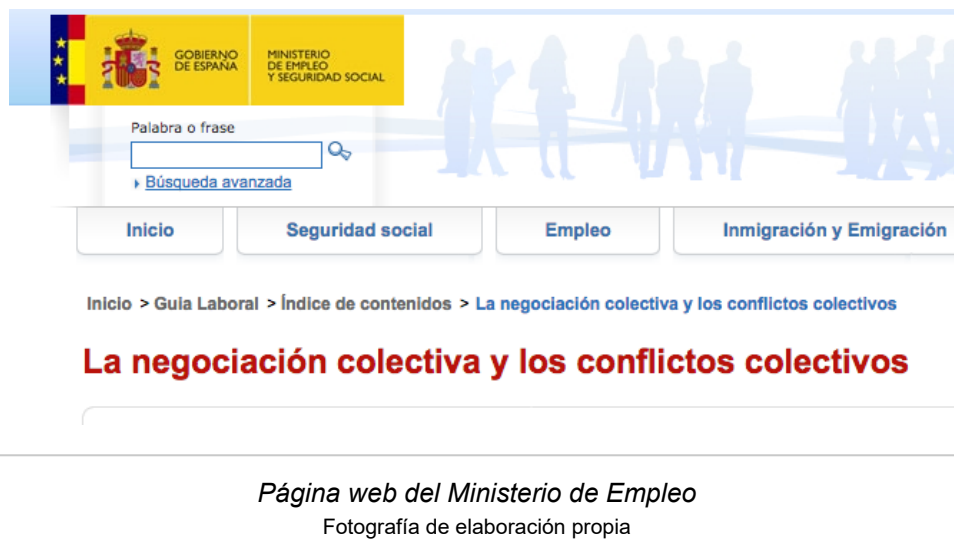 GOBIERNO
DE ESPAÑA
MINISTERIO
DE EMPLEO
Y SEGURIDAD SOCIAL
Palabra o frase
Búsqueda avanzada
Inicio Seguridad social Empleo Inmigración y Emigración
Inicio > Guia Laboral > Índice de contenidos > La negociación colectiva y los conflictos colectivos
La negociación colectiva y los conflictos colectivos
Página web del Ministerio de Empleo
Fotografía de elaboración propia